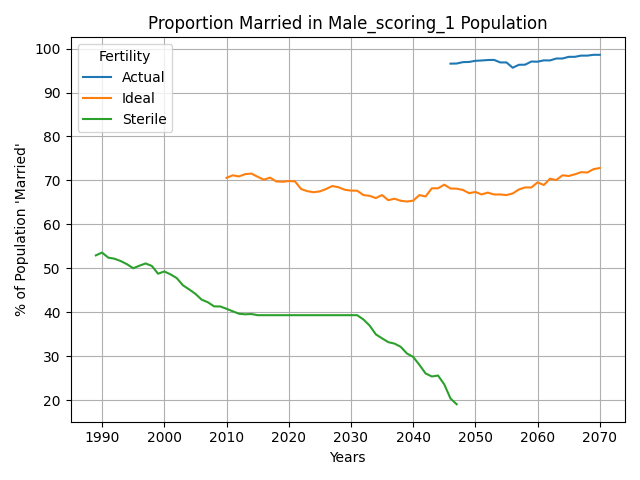 Proportion Married in Male_scoring_1 Population
Fertility
Actual
Ideal
Sterile
% of Population 'Married'
100
90
80
70
60
50
40
30
20
1990 2000 2010 2020 2030 2040 2050 2060 2070
Years